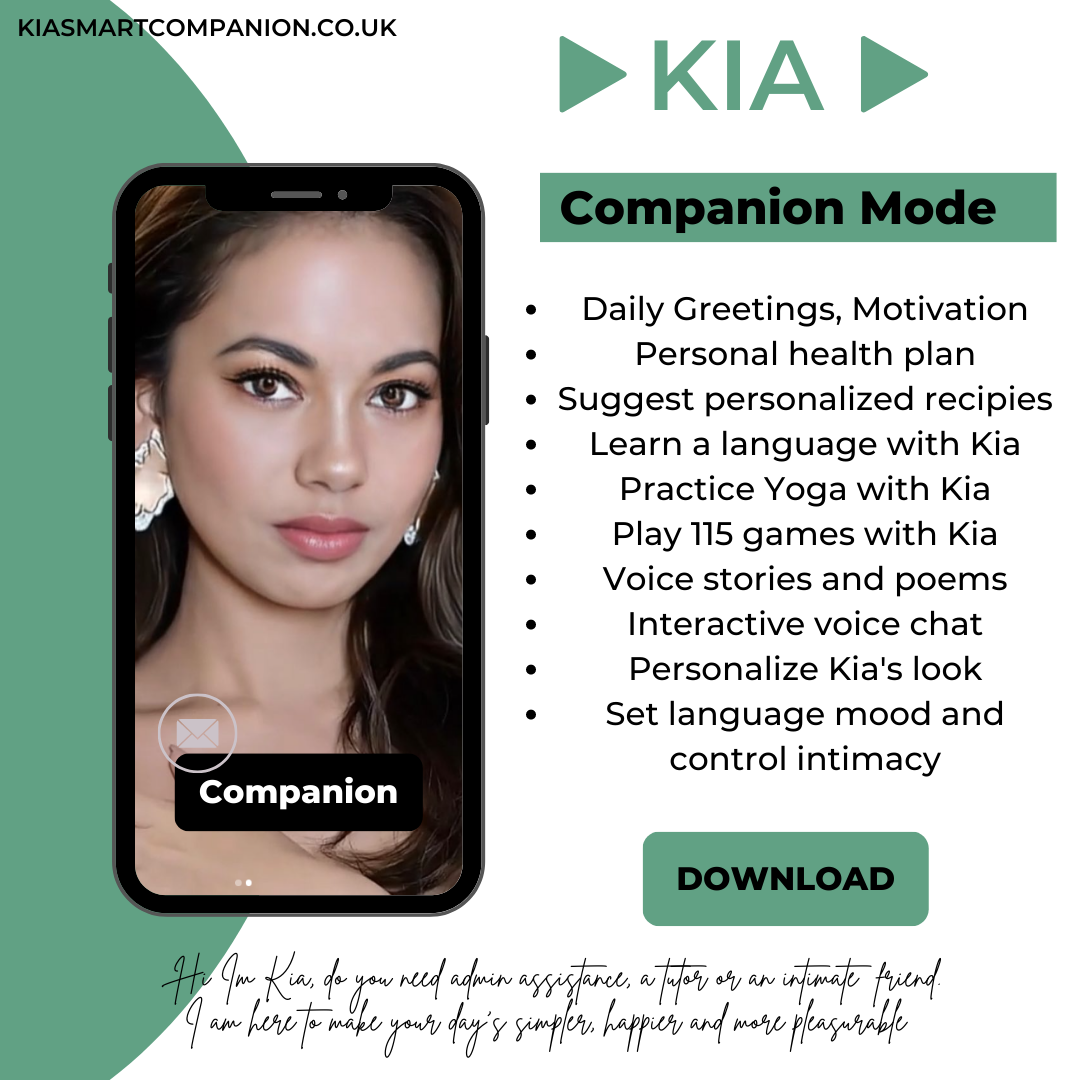 KIASMARTCOMPANION.CO.UK
KIA
Companion Mode
Daily Greetings, Motivation
Personal health plan
Suggest personalized recipies
Learn a language with Kia
Practice Yoga with Kia
Play 115 games with Kia
Voice stories and poems
Interactive voice chat
Personalize Kia's look
Set language mood and
control intimacy
Companion
DOWNLOAD
Hi Im Kia, do you need admin assistance, a tutor or an intimate friend.
I am here to make your day's simpler, happier and more pleasurable